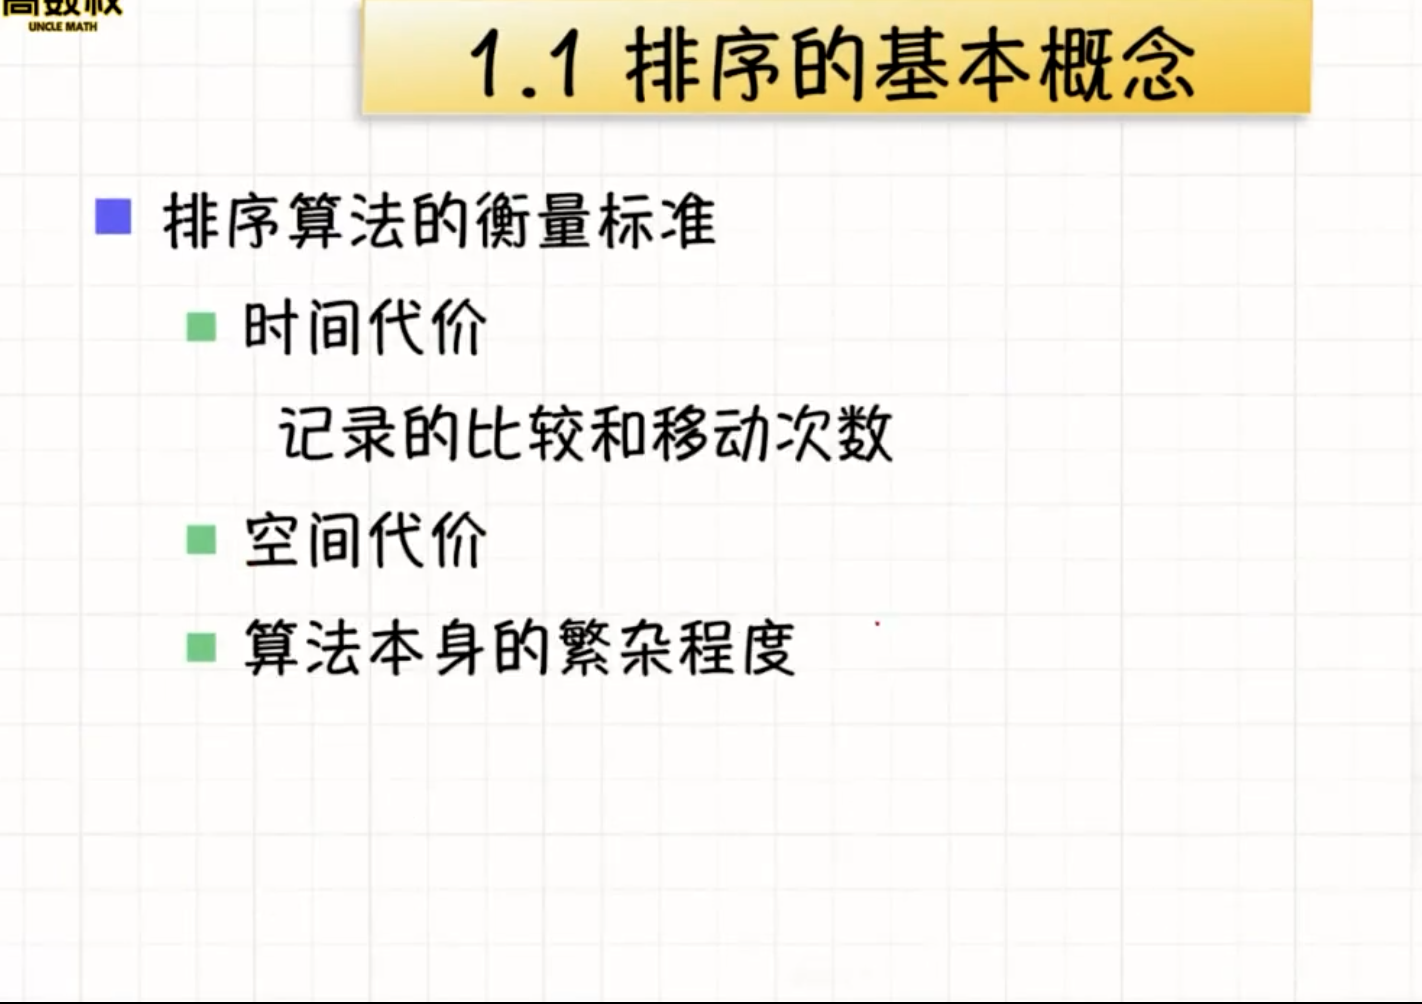 高数叔
UNCLE MATH
1.1 排序的基本概念
排序算法的衡量标准
时间代价
记录的比较和移动次数
空间代价
算法本身的繁杂程度